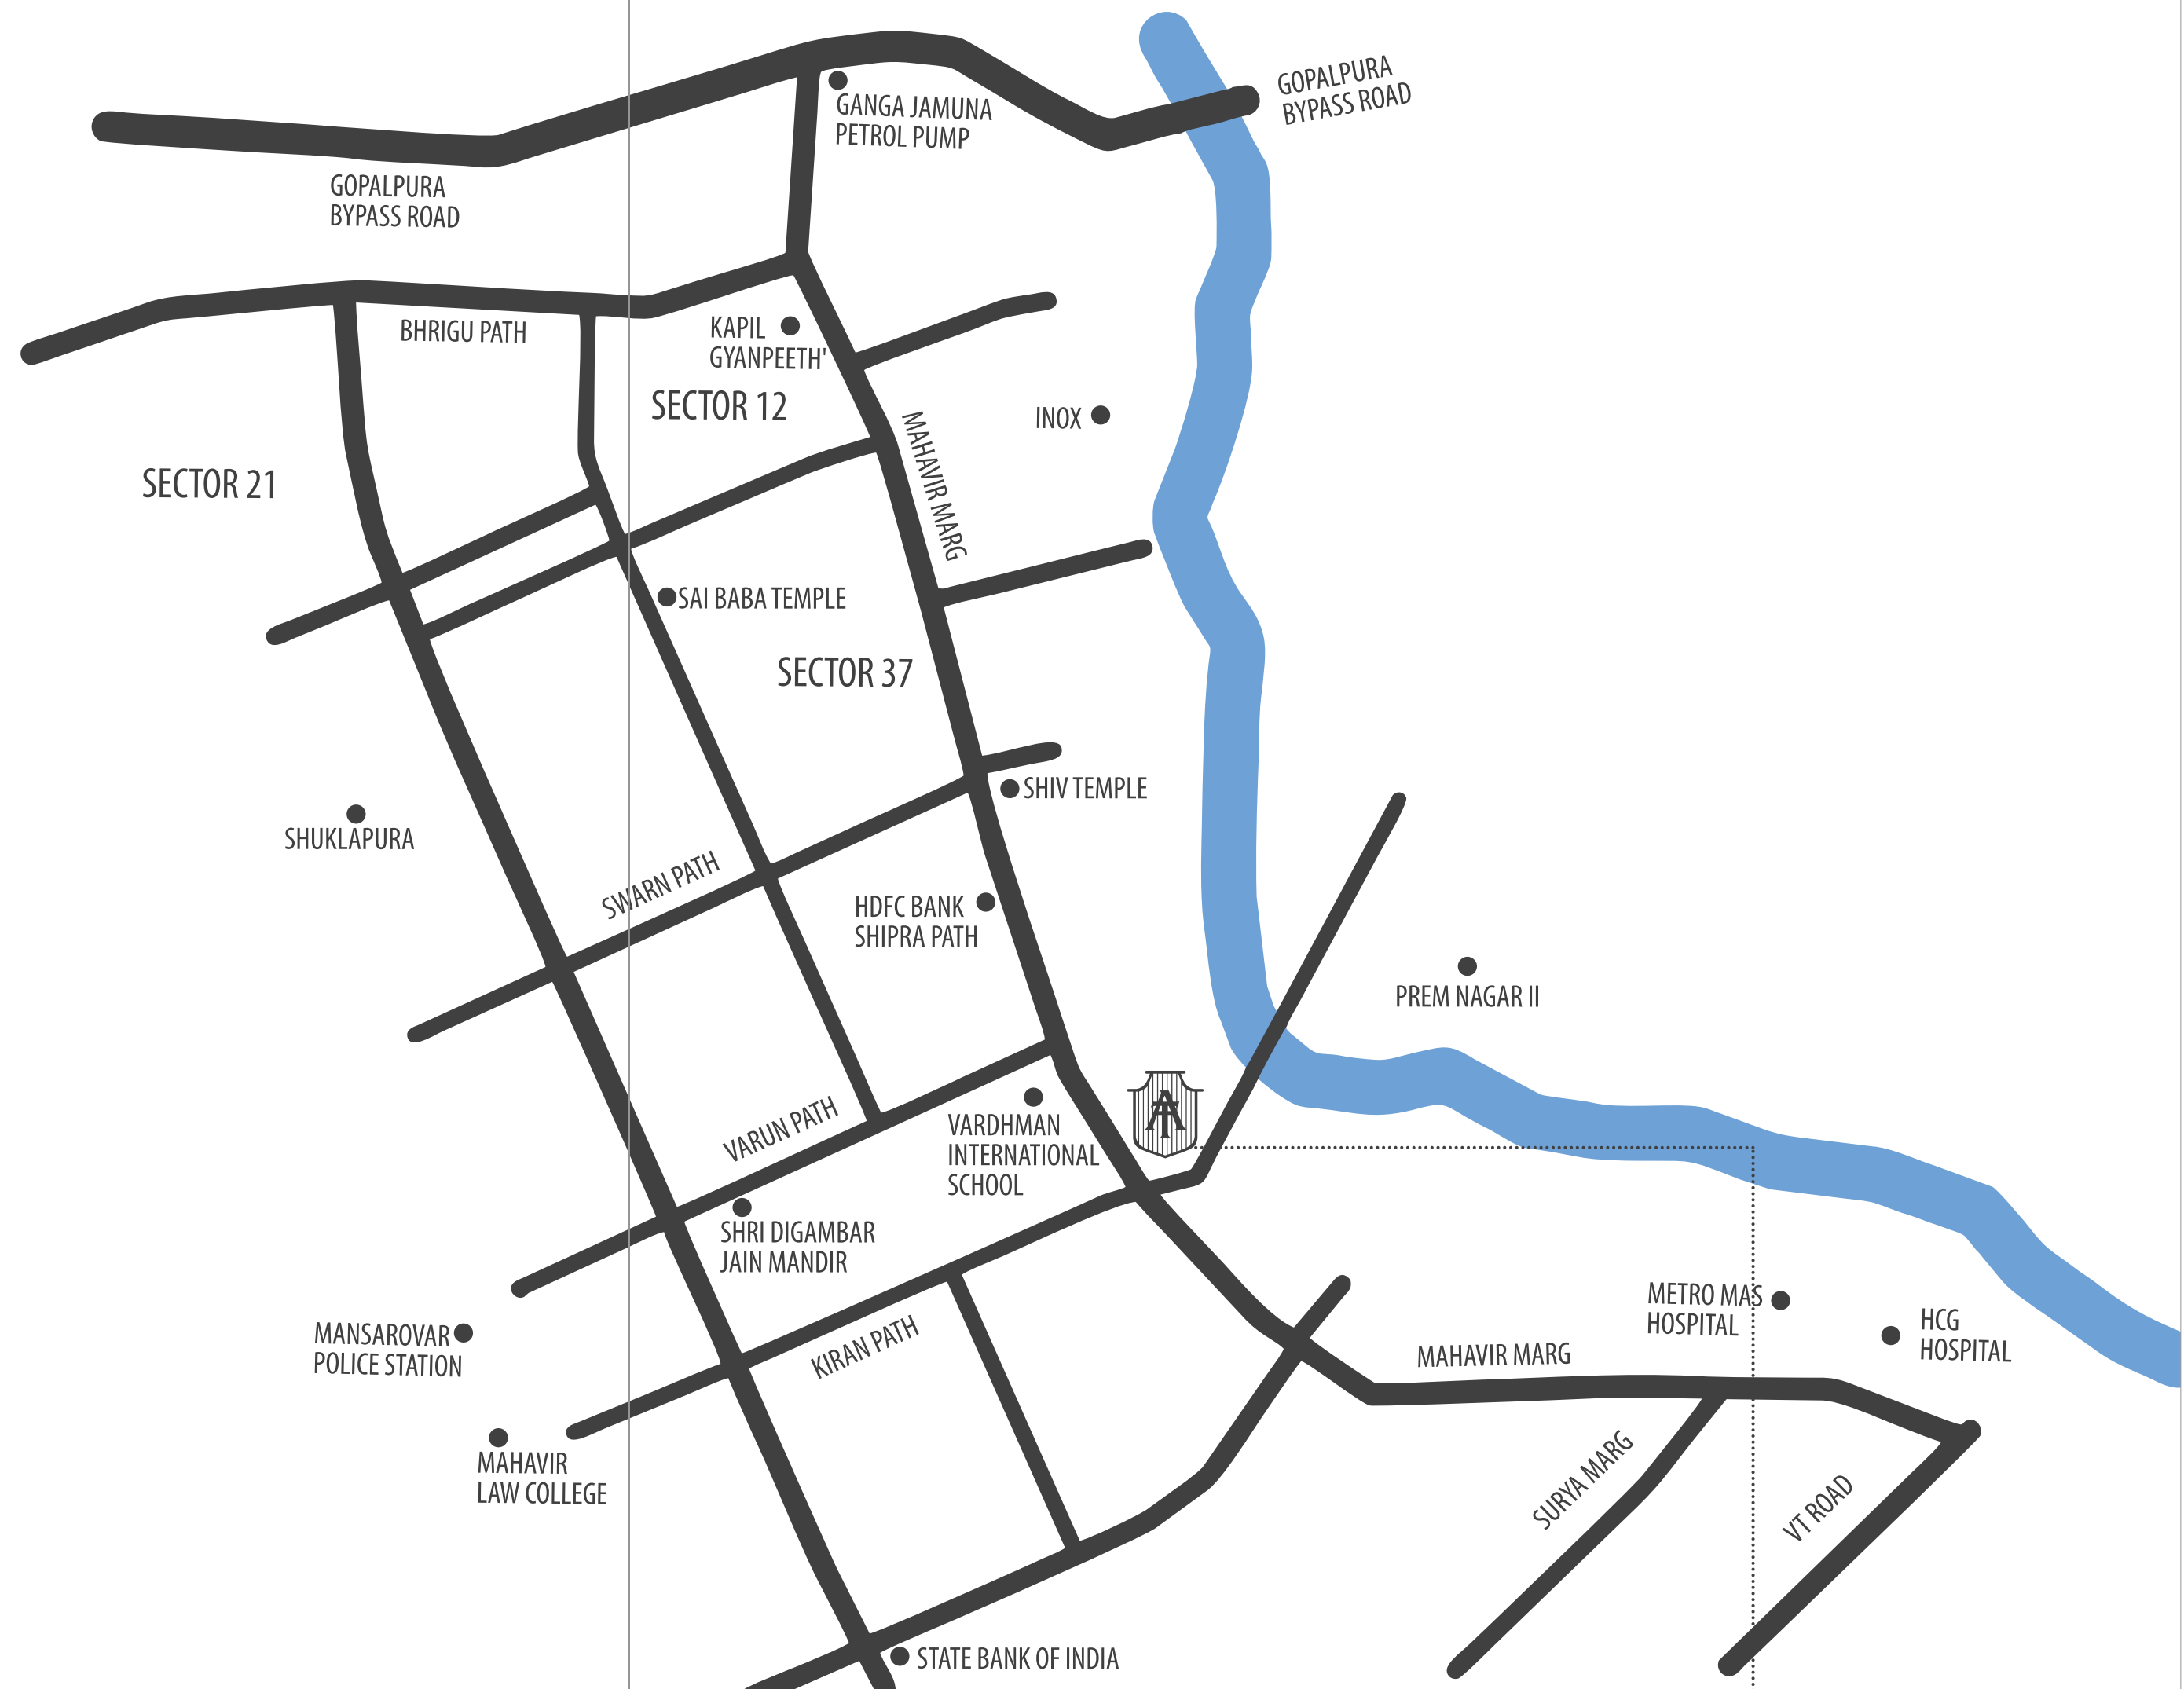 GOPALPURA
BYPASS ROAD
GANGA JAMUNA
PETROL PUMP
GOPALPURA
BYPASS ROAD
BHRIGU PATH
KAPIL
GYANPEETH'
SECTOR 12
INOX
MAHAVIR MARG
SECTOR 21
SAI BABA TEMPLE
SECTOR 37
SHIV TEMPLE
SHUKLAPURA
SWARN PATH
HDFC BANK
SHIPRA PATH
PREM NAGAR II
VARUN PATH
VARDHMAN
INTERNATIONAL
SCHOOL
SHRI DIGAMBAR
JAIN MANDIR
MANSAROVAR
POLICE STATION
KIRAN PATH
METRO MAS
HOSPITAL
HCG
HOSPITAL
MAHAVIR MARG
MAHAVIR
LAW COLLEGE
SURYA MARG
VT ROAD
STATE BANK OF INDIA